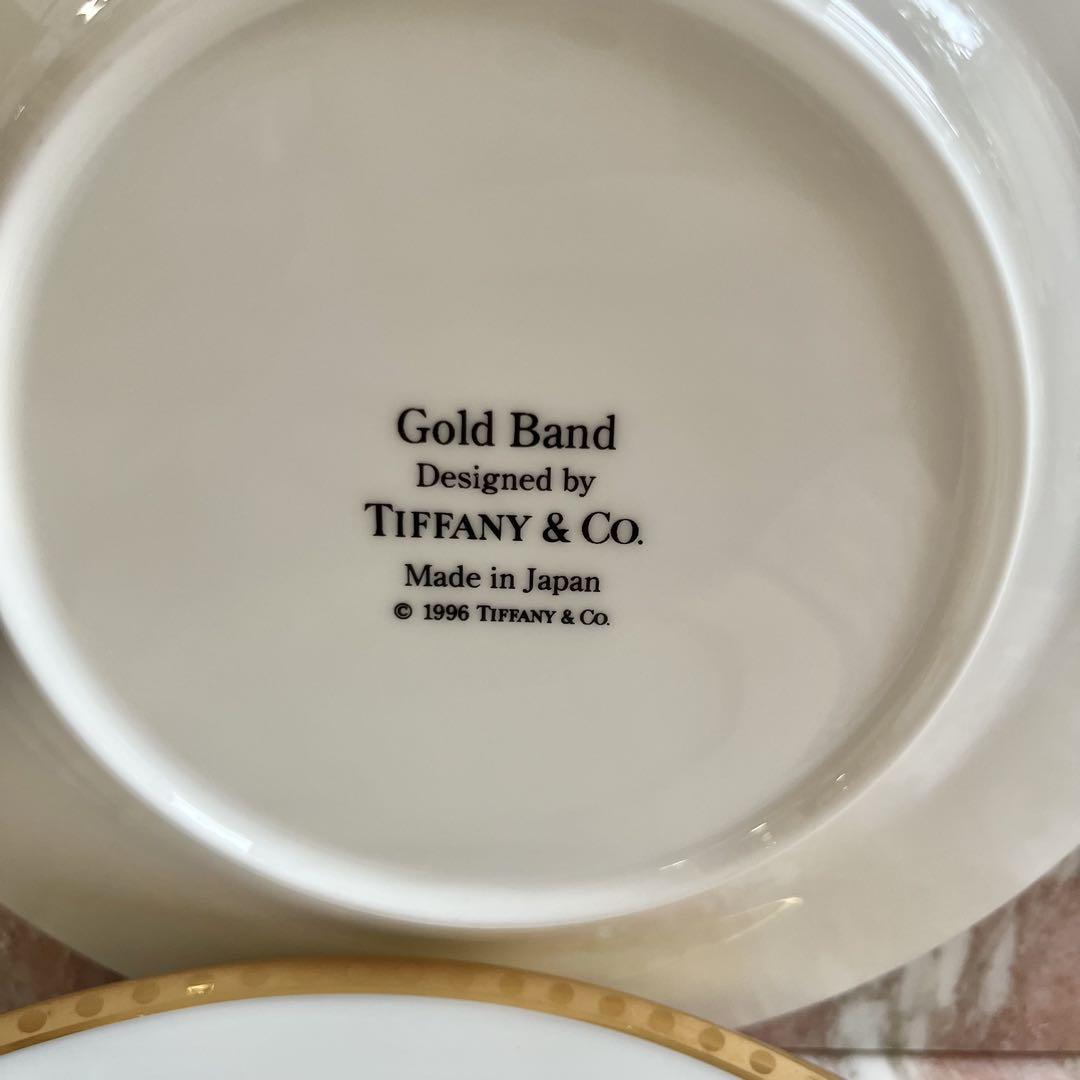 Gold Band
Designed by
TIFFANY & CO.
Made in Japan
© 1996 TIFFANY & CO.